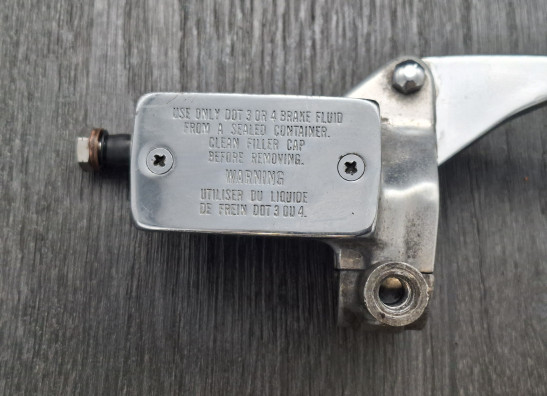 USE ONLY DOT 3 OR 4 BRAKE FLUID
FROM A SEALED CONTAINER.
CLEAN FILLER CAP
BEFORE REMOVING.
WARNING
UTILISER DU LIQUIDE
DE FREIN DOT 3 OU 4.